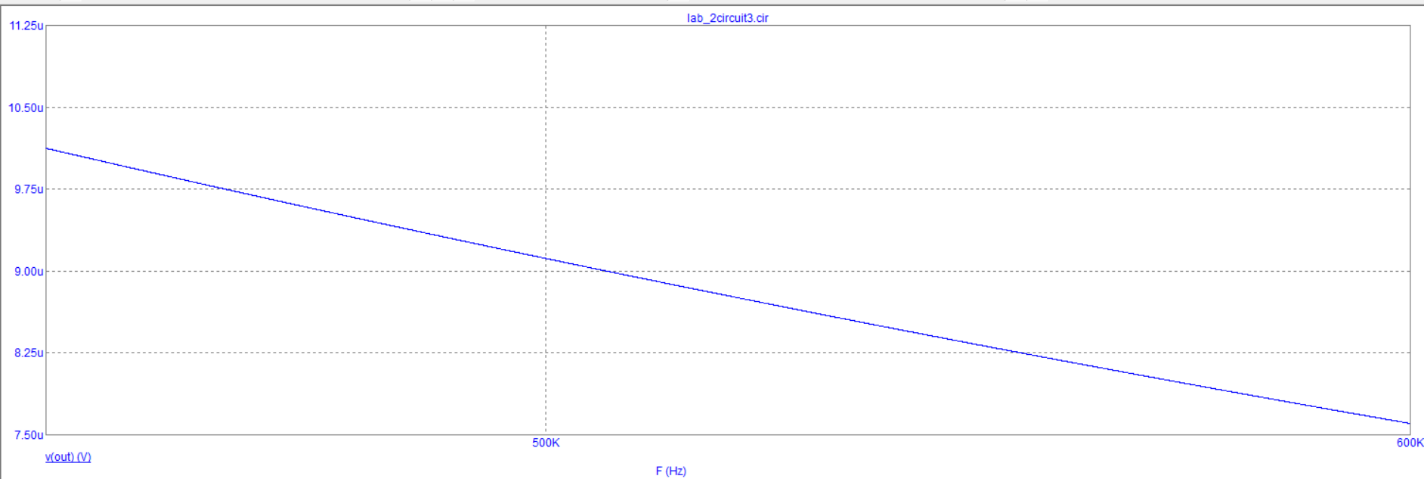 lab_2circuit3.cir
11.25u
10.50u
9.75u
9.00u
8.25u
7.50u
500K
600K
v(out) (V)
F (Hz)